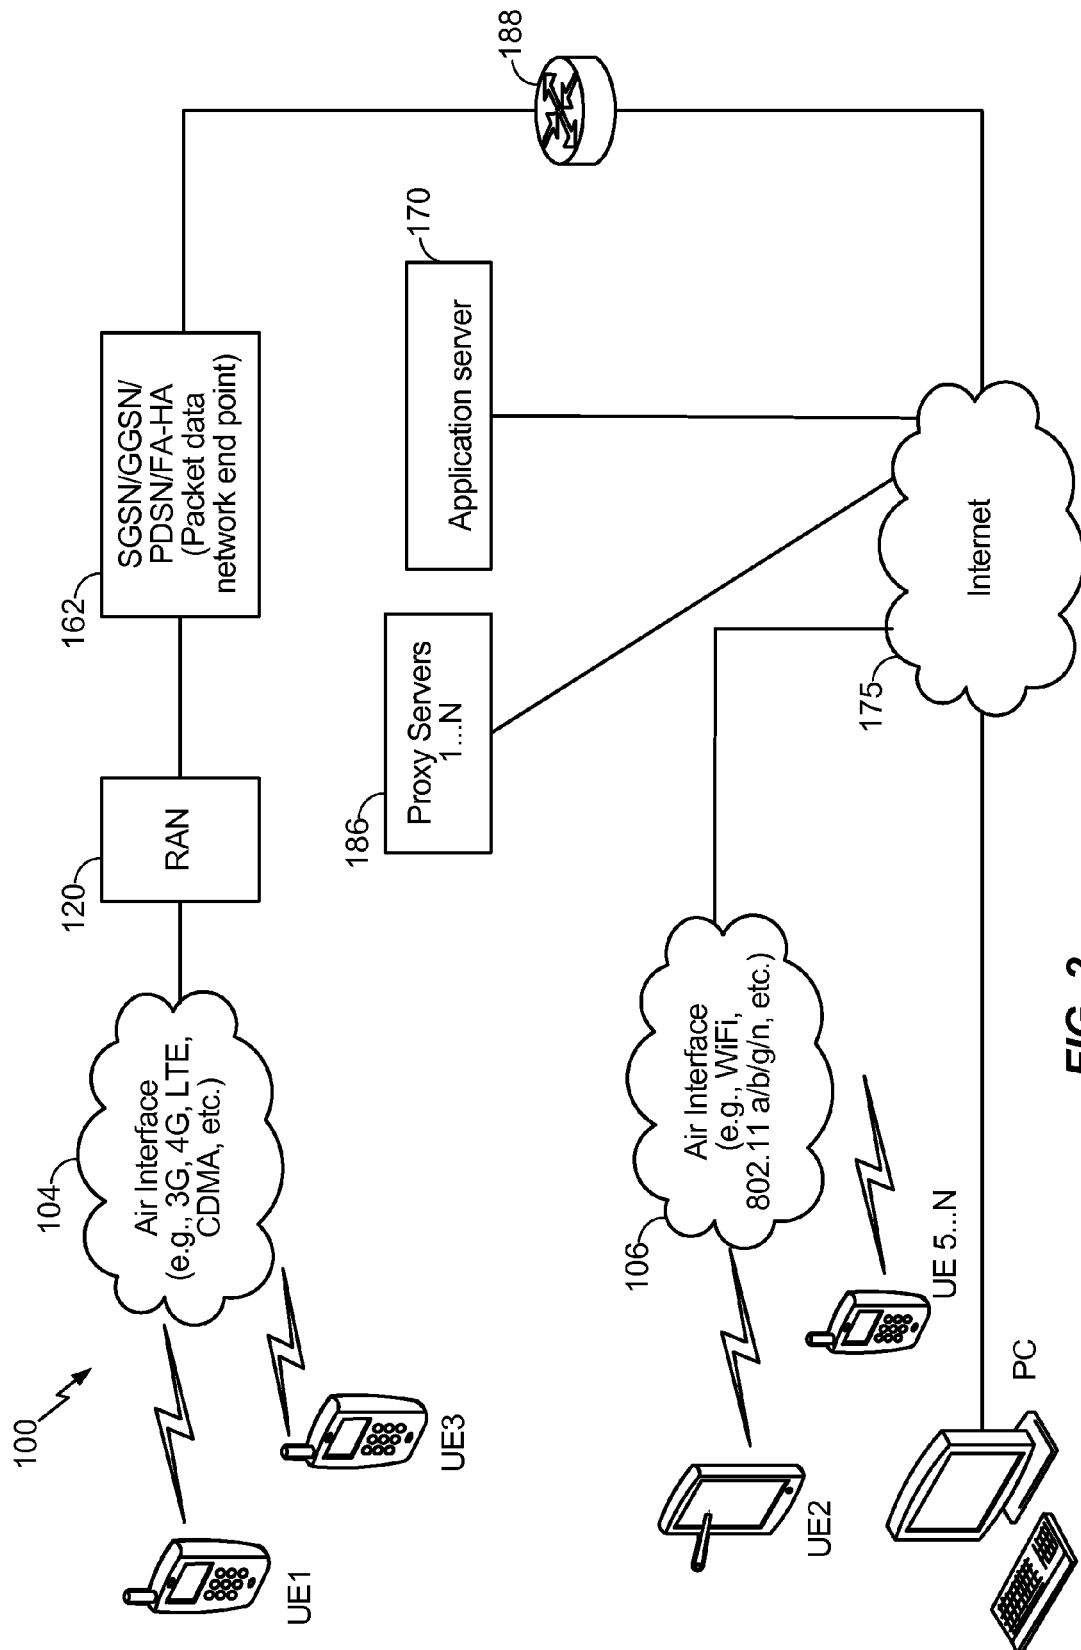 100
UE1
UE3
104
Air Interface
(e.g., 3G, 4G, LTE,
CDMA, etc.)
120
RAN
162
SGSN/GGSN/
PDSN/FA-HA
(Packet data
network end point)
188
170
Application server
186
Proxy Servers
1...N
106
Air Interface
(e.g., WiFi,
802.11 a/b/g/n, etc.)
UE2
UE 5...N
PC
175
Internet
FIG. 2